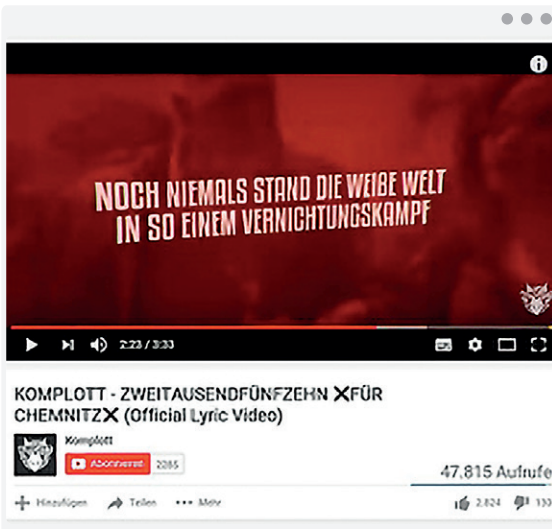 NOCH NIEMALS STAND DIE WEIßE WELT
IN SO EINEM VERNICHTUNGSKAMPF
2:23 / 3:33
KOMPLOTT - ZWEITAUSENDFÜNFZEHN ❌FÜR
CHEMNITZ❌ (Official Lyric Video)
Komplott
Abonnieren 2285
47.815 Aufrufe
Hinzufügen Teilen Mehr
2.824 133